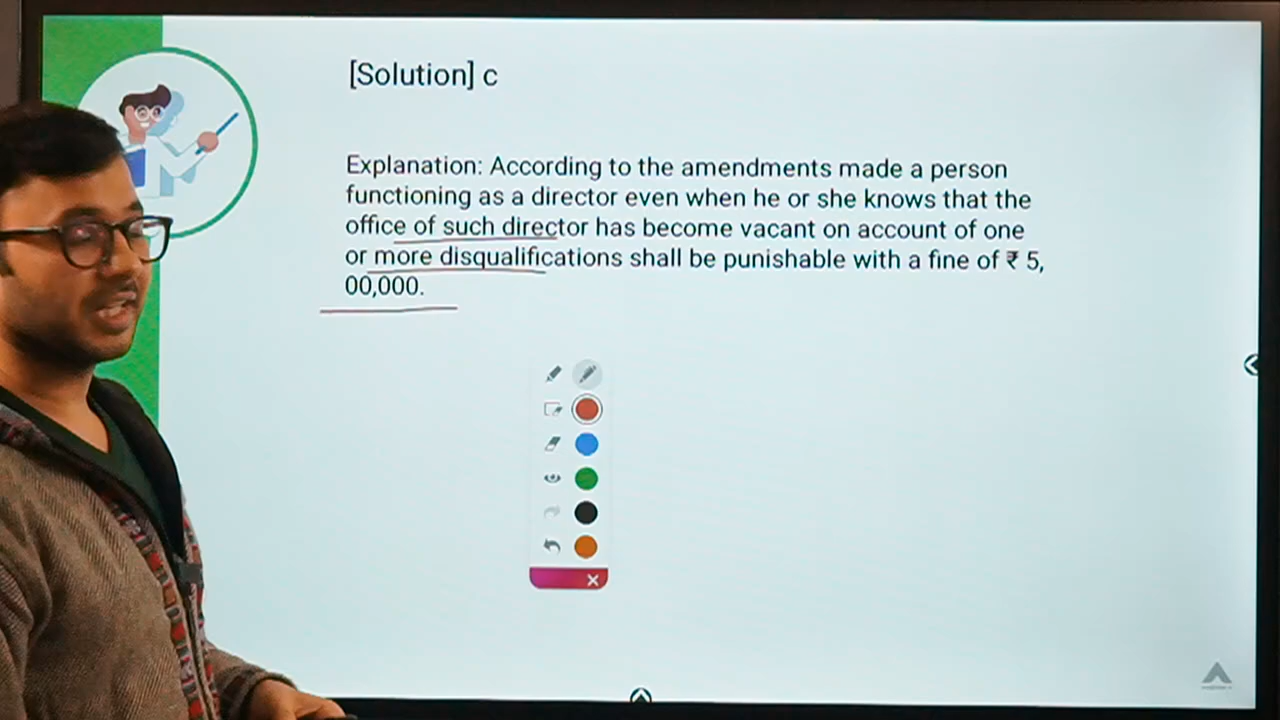 [Solution] c
Explanation: According to the amendments made a person
functioning as a director even when he or she knows that the
office of such director has become vacant on account of one
or more disqualifications shall be punishable with a fine of ₹ 5,
00,000.